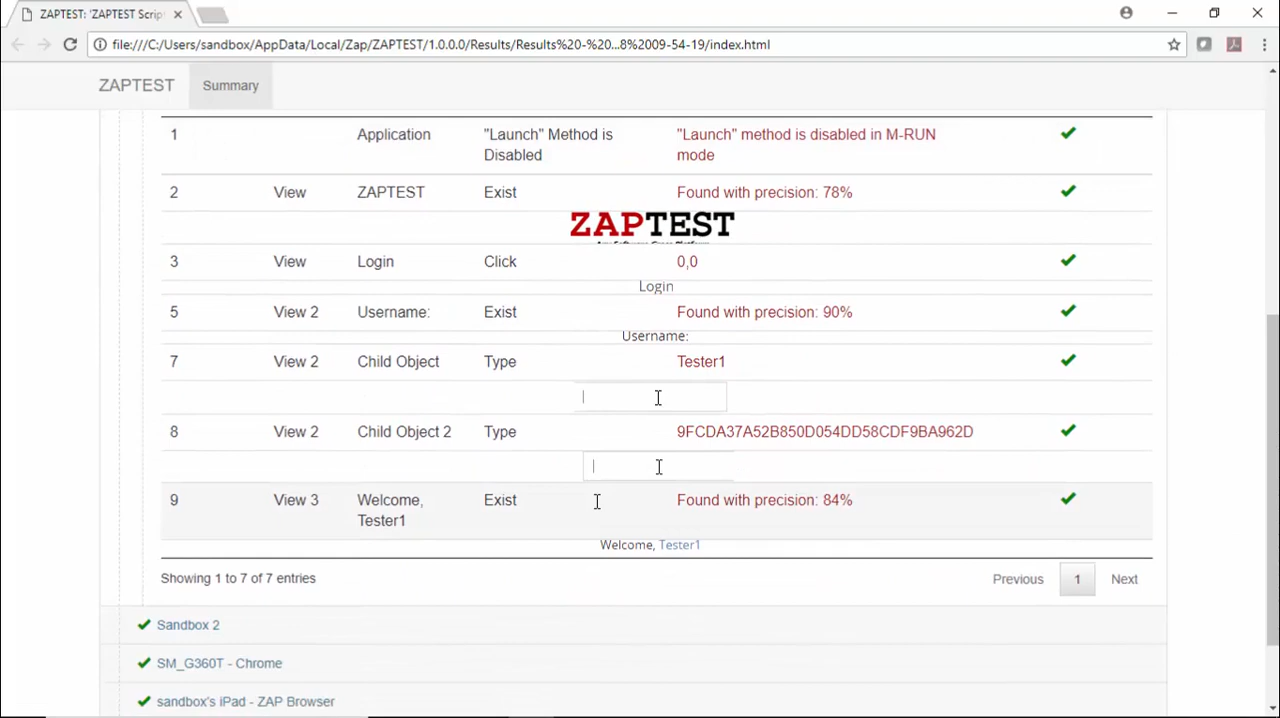 ZAPTEST: 'ZAPTEST Scrip
file:///C:/Users/sandbox/AppData/Local/Zap/ZAPTEST/1.0.0.0/Results/Results%20-%20...8%2009-54-19/index.html
ZAPTEST Summary
1 Application "Launch" Method is "Launch" method is disabled in M-RUN
Disabled mode
2 View ZAPTEST Exist Found with precision: 78%
ZAPTEST
3 View Login Click 0,0
Login
5 View 2 Username: Exist Found with precision: 90%
Username:
7 View 2 Child Object Type Tester1
8 View 2 Child Object 2 Type 9FCDA37A52B850D054DD58CDF9BA962D
9 View 3 Welcome, Exist Found with precision: 84%
Tester1
Welcome, Tester1
Showing 1 to 7 of 7 entries Previous 1 Next
Sandbox 2
SM_G360T - Chrome
sandbox's iPad - ZAP Browser